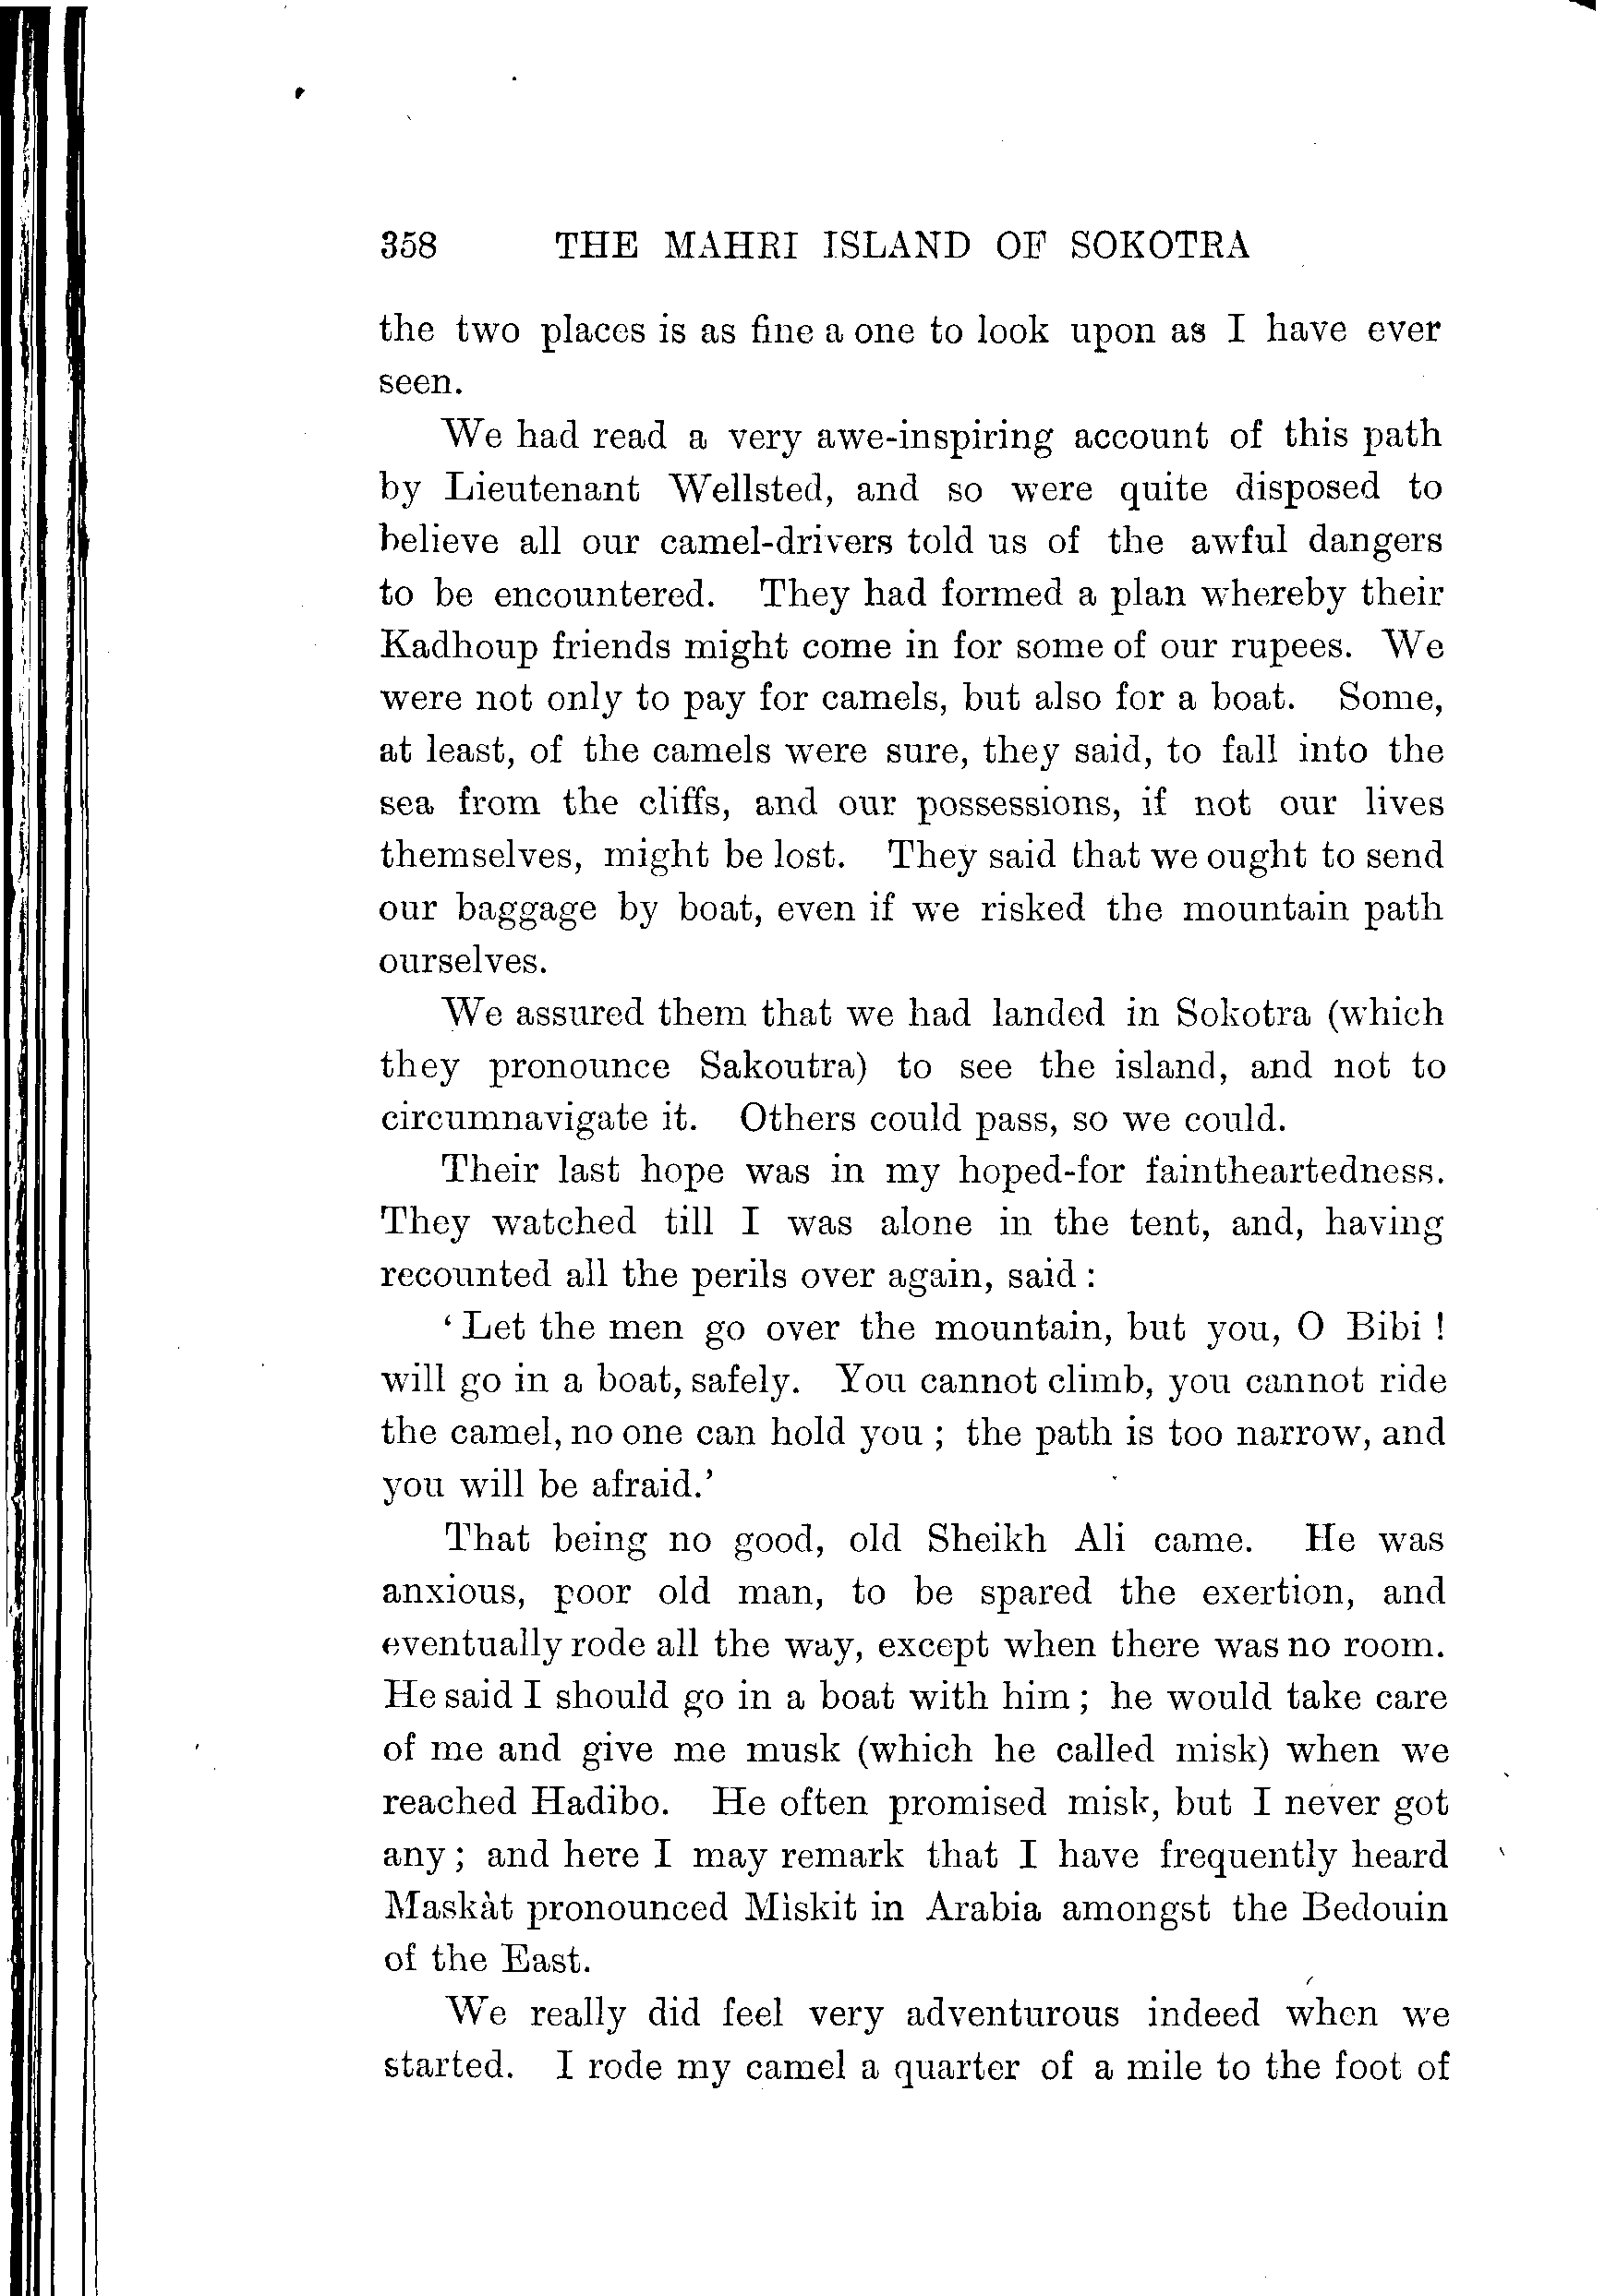 358 THE MAHRI ISLAND OF SOKOTRA
the two places is as fine a one to look upon as I have ever
seen.
We had read a very awe-inspiring account of this path
by Lieutenant Wellsted, and so were quite disposed to
believe all our camel-drivers told us of the awful dangers
to be encountered. They had formed a plan whereby their
Kadhoup friends might come in for some of our rupees. We
were not only to pay for camels, but also for a boat. Some,
at least, of the camels were sure, they said, to fall into the
sea from the cliffs, and our possessions, if not our lives
themselves, might be lost. They said that we ought to send
our baggage by boat, even if we risked the mountain path
ourselves.
We assured them that we had landed in Sokotra (which
they pronounce Sakoutra) to see the island, and not to
circumnavigate it. Others could pass, so we could.
Their last hope was in my hoped-for faintheartedness.
They watched till I was alone in the tent, and, having
recounted all the perils over again, said :
‘ Let the men go over the mountain, but you, O Bibi !
will go in a boat, safely. You cannot climb, you cannot ride
the camel, no one can hold you ; the path is too narrow, and
you will be afraid.’
That being no good, old Sheikh Ali came. He was
anxious, poor old man, to be spared the exertion, and
eventually rode all the way, except when there was no room.
He said I should go in a boat with him ; he would take care
of me and give me musk (which he called misk) when we
reached Hadibo. He often promised misk, but I never got
any ; and here I may remark that I have frequently heard
Maskàt pronounced Mìskit in Arabia amongst the Bedouin
of the East.
We really did feel very adventurous indeed when we
started. I rode my camel a quarter of a mile to the foot of